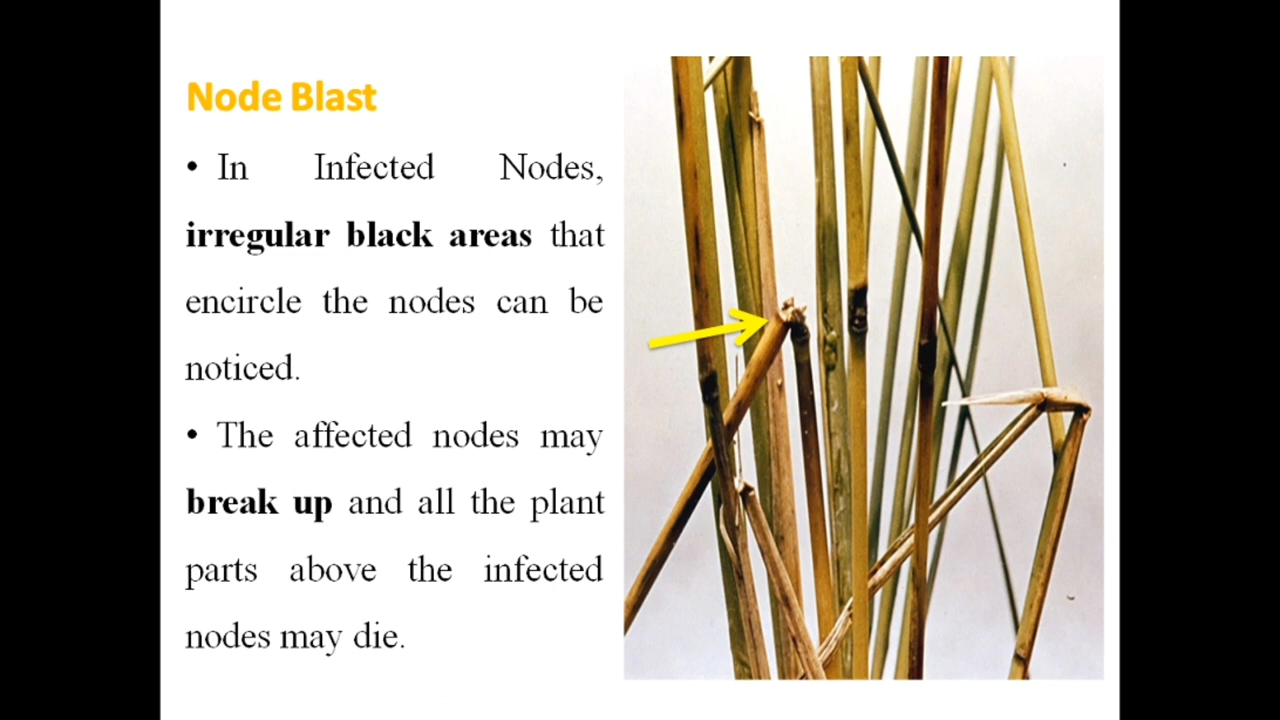 Node Blast
• In Infected Nodes,
irregular black areas that
encircle the nodes can be
noticed.
• The affected nodes may
break up and all the plant
parts above the infected
nodes may die.